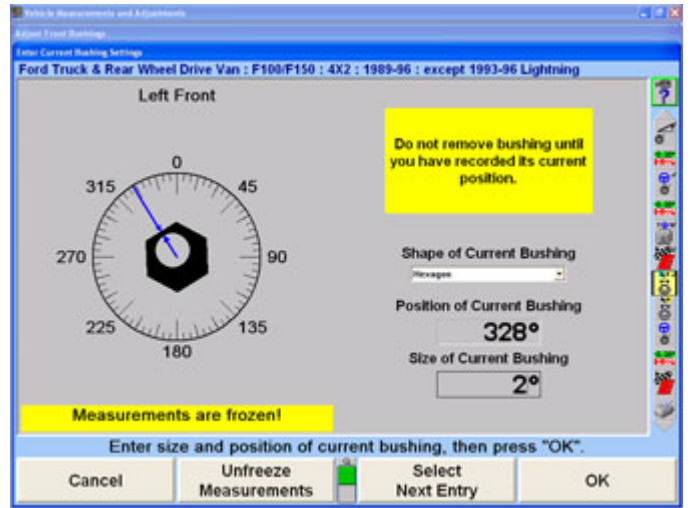 Vehicle Measurements and Adjustments
Adjust Front Bushings
Enter Current Bushing Settings
Ford Truck & Rear Wheel Drive Van : F100/F150 : 4X2 : 1989-96 : except 1993-96 Lightning
Left Front
0
315
45
270
90
225
135
180
Do not remove bushing until
you have recorded its current
position.
Shape of Current Bushing
Hexagon
Position of Current Bushing
328°
Size of Current Bushing
2°
Measurements are frozen!
Enter size and position of current bushing, then press "OK".
Cancel
Unfreeze
Measurements
Select
Next Entry
OK